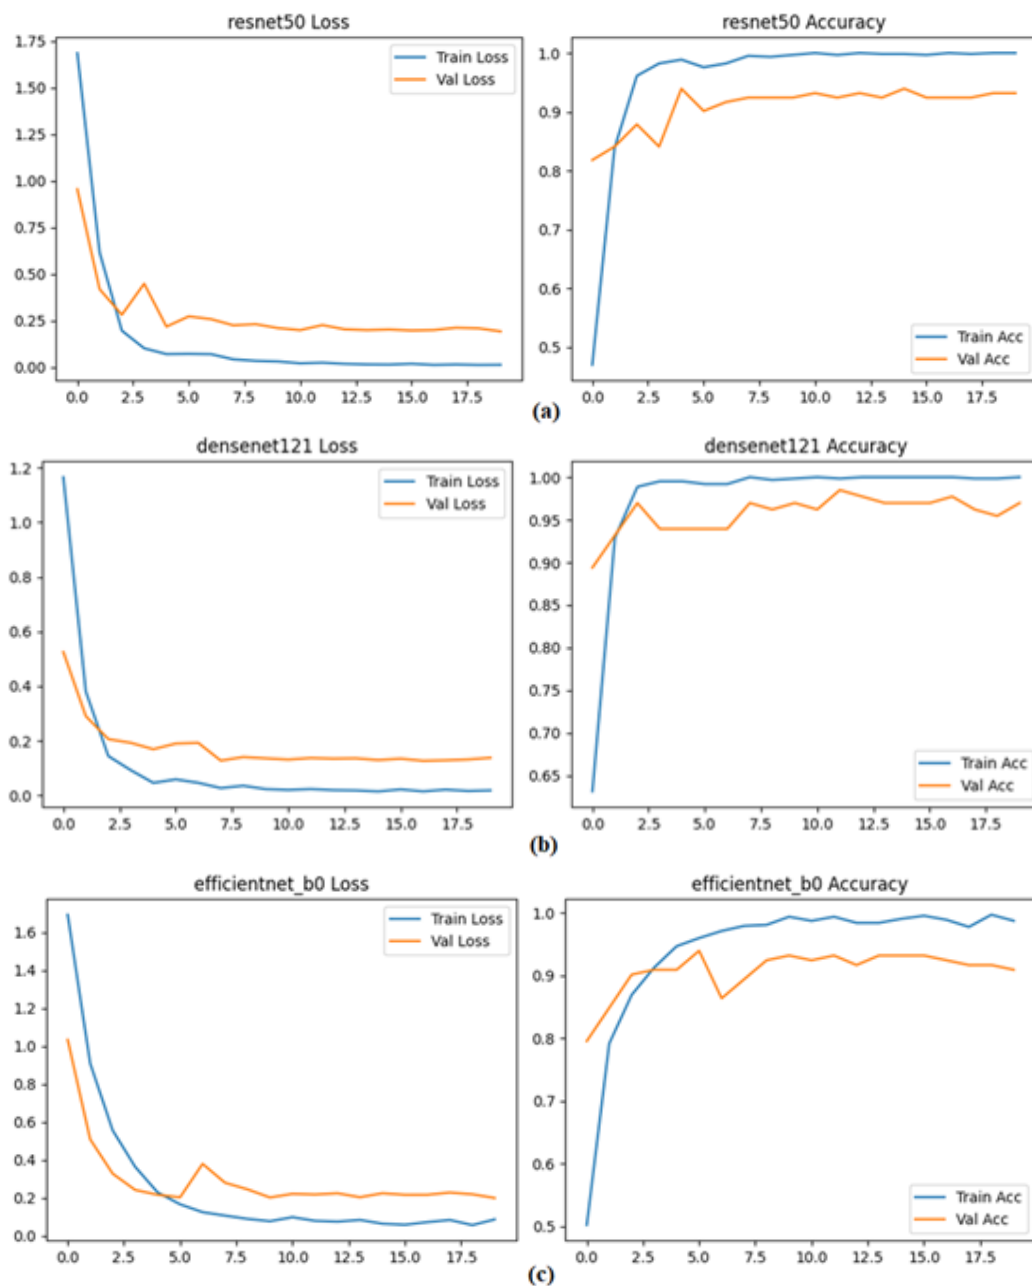 resnet50 Loss
1.75
1.50
1.25
1.00
0.75
0.50
0.25
0.00
Train Loss
Val Loss
0.0 2.5 5.0 7.5 10.0 12.5 15.0 17.5
resnet50 Accuracy
1.0
0.9
0.8
0.7
0.6
0.5
Train Acc
Val Acc
0.0 2.5 5.0 7.5 10.0 12.5 15.0 17.5
(a)
densenet121 Loss
1.2
1.0
0.8
0.6
0.4
0.2
0.0
Train Loss
Val Loss
0.0 2.5 5.0 7.5 10.0 12.5 15.0 17.5
densenet121 Accuracy
1.00
0.95
0.90
0.85
0.80
0.75
0.70
0.65
Train Acc
Val Acc
0.0 2.5 5.0 7.5 10.0 12.5 15.0 17.5
(b)
efficientnet_b0 Loss
1.6
1.4
1.2
1.0
0.8
0.6
0.4
0.2
0.0
Train Loss
Val Loss
0.0 2.5 5.0 7.5 10.0 12.5 15.0 17.5
efficientnet_b0 Accuracy
1.0
0.9
0.8
0.7
0.6
0.5
Train Acc
Val Acc
0.0 2.5 5.0 7.5 10.0 12.5 15.0 17.5
(c)